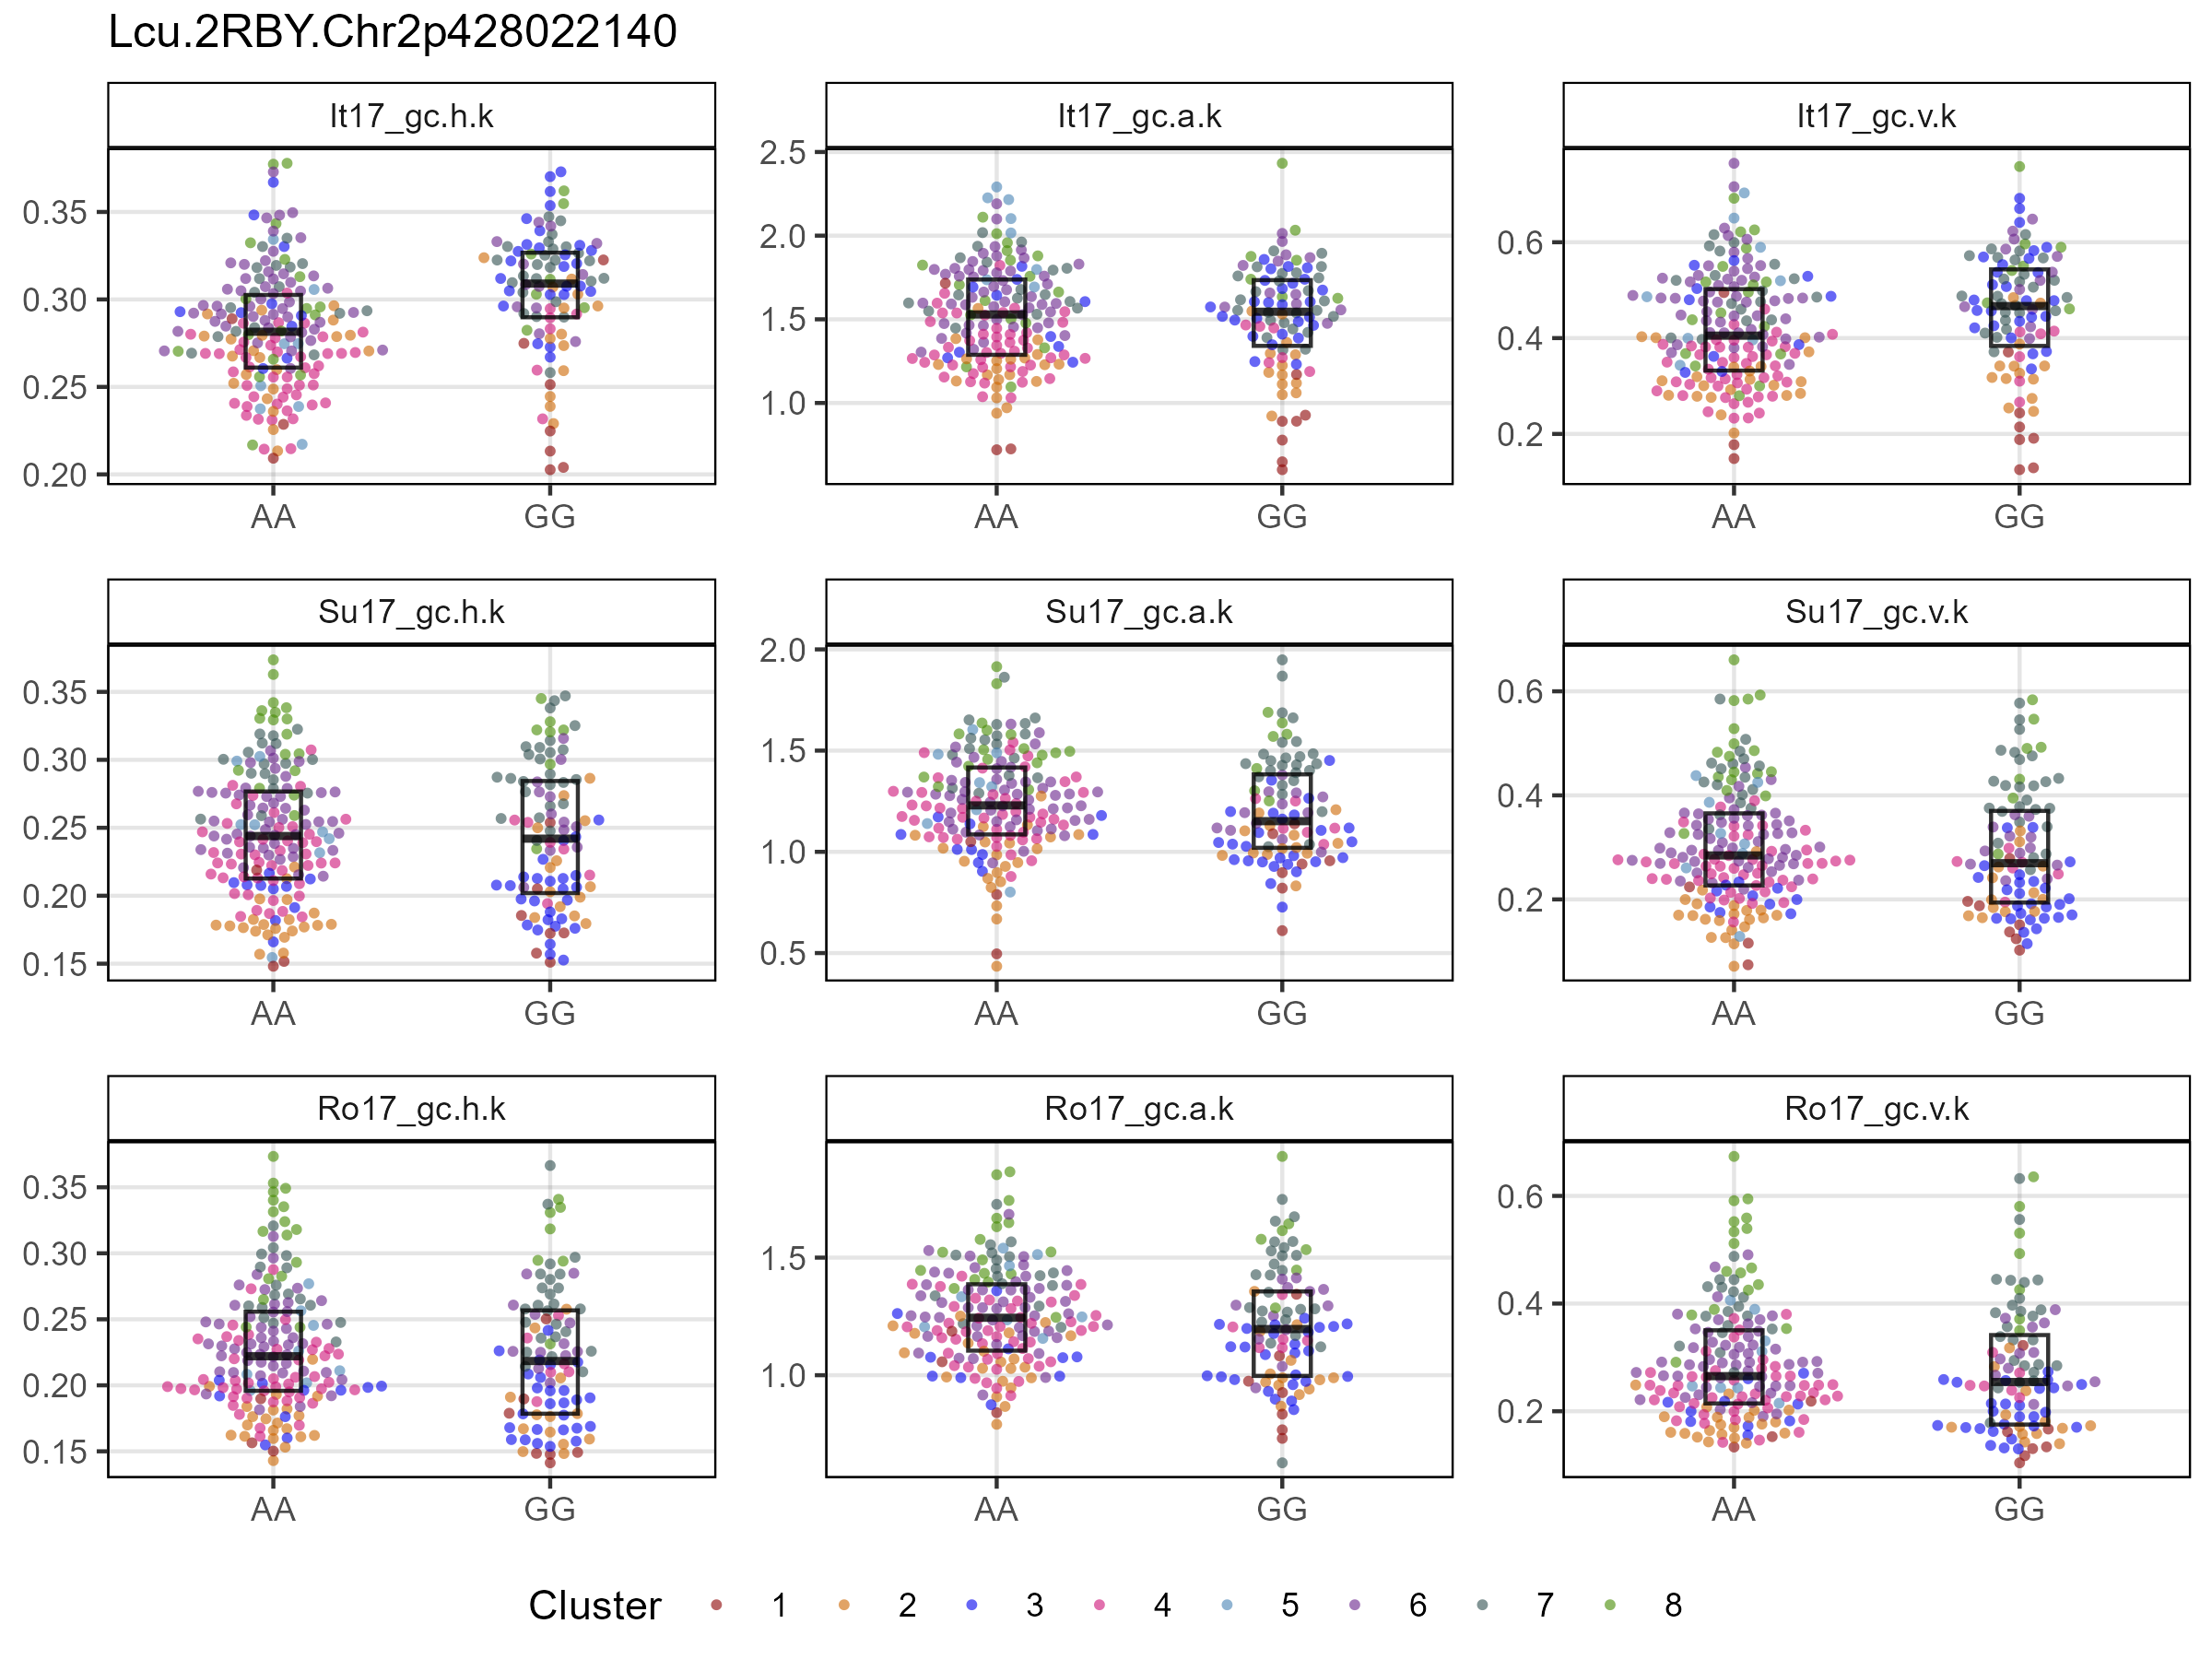 Lcu.2RBY.Chr2p428022140
It17_gc.h.k
It17_gc.a.k
It17_gc.v.k
0.35
0.30
0.25
0.20
AA GG
2.5
2.0
1.5
1.0
AA GG
0.6
0.4
0.2
AA GG
Su17_gc.h.k
Su17_gc.a.k
Su17_gc.v.k
0.35
0.30
0.25
0.20
0.15
AA GG
2.0
1.5
1.0
0.5
AA GG
0.6
0.4
0.2
AA GG
Ro17_gc.h.k
Ro17_gc.a.k
Ro17_gc.v.k
0.35
0.30
0.25
0.20
0.15
AA GG
1.5
1.0
AA GG
0.6
0.4
0.2
AA GG
Cluster 1 2 3 4 5 6 7 8